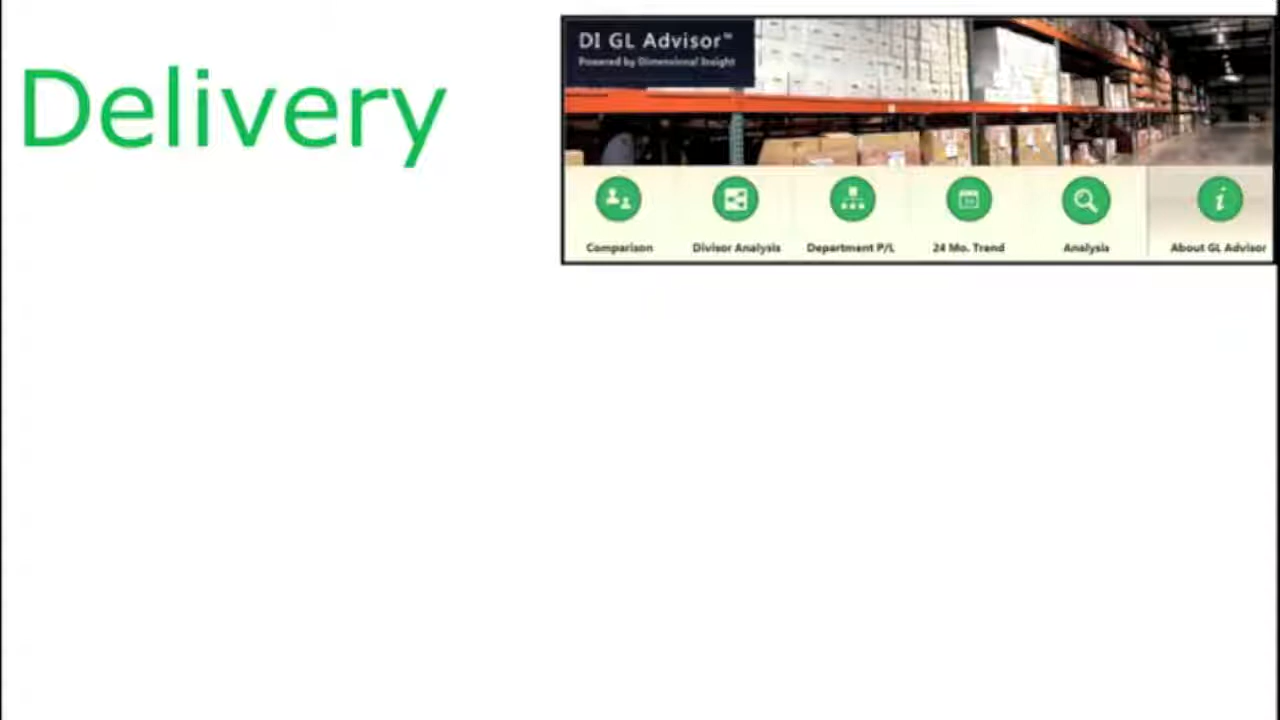 Delivery
DI GL Advisor™
Powered by Dimensional Insight
Comparison
Divisor Analysis
Department P/L
24 Mo. Trend
Analysis
About GL Advisor